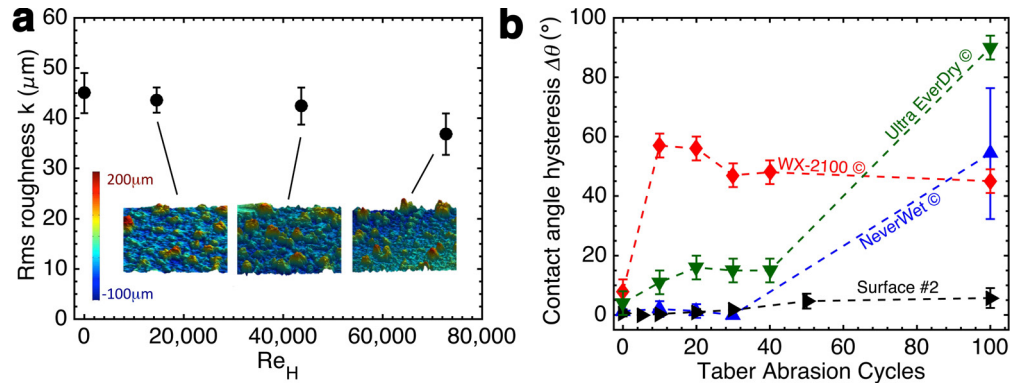 a
Rms roughness k (μm)
60
50
40
30
20
10
0
200μm
-100μm
0
20,000
40,000
60,000
80,000
Re_H
b
Contact angle hysteresis Δθ (°)
100
80
60
40
20
0
Ultra EverDry ©
WX-2100 ©
NeverWet ©
Surface #2
0
20
40
60
80
100
Taber Abrasion Cycles